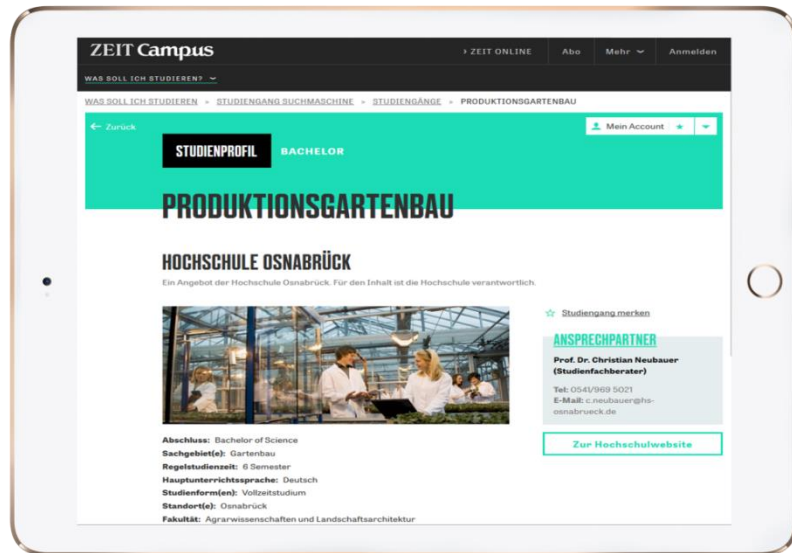 ZEIT Campus
› ZEIT ONLINE Abo Mehr Anmelden
WAS SOLL ICH STUDIEREN?
WAS SOLL ICH STUDIEREN » STUDIENGANG SUCHMASCHINE » STUDIENGÄNGE » PRODUKTIONSGARTENBAU
← Zurück
Mein Account
STUDIENPROFIL BACHELOR
PRODUKTIONSGARTENBAU
HOCHSCHULE OSNABRÜCK
Ein Angebot der Hochschule Osnabrück. Für den Inhalt ist die Hochschule verantwortlich.
Studiengang merken
ANSPRECHPARTNER
Prof. Dr. Christian Neubauer
(Studienfachberater)
Tel: 0541/969 5021
E-Mail: c.neubauer@hs-
osnabrueck.de
Zur Hochschulwebsite
Abschluss: Bachelor of Science
Sachgebiet(e): Gartenbau
Regelstudienzeit: 6 Semester
Hauptunterrichtssprache: Deutsch
Studienform(en): Vollzeitstudium
Standort(e): Osnabrück
Fakultät: Agrarwissenschaften und Landschaftsarchitektur